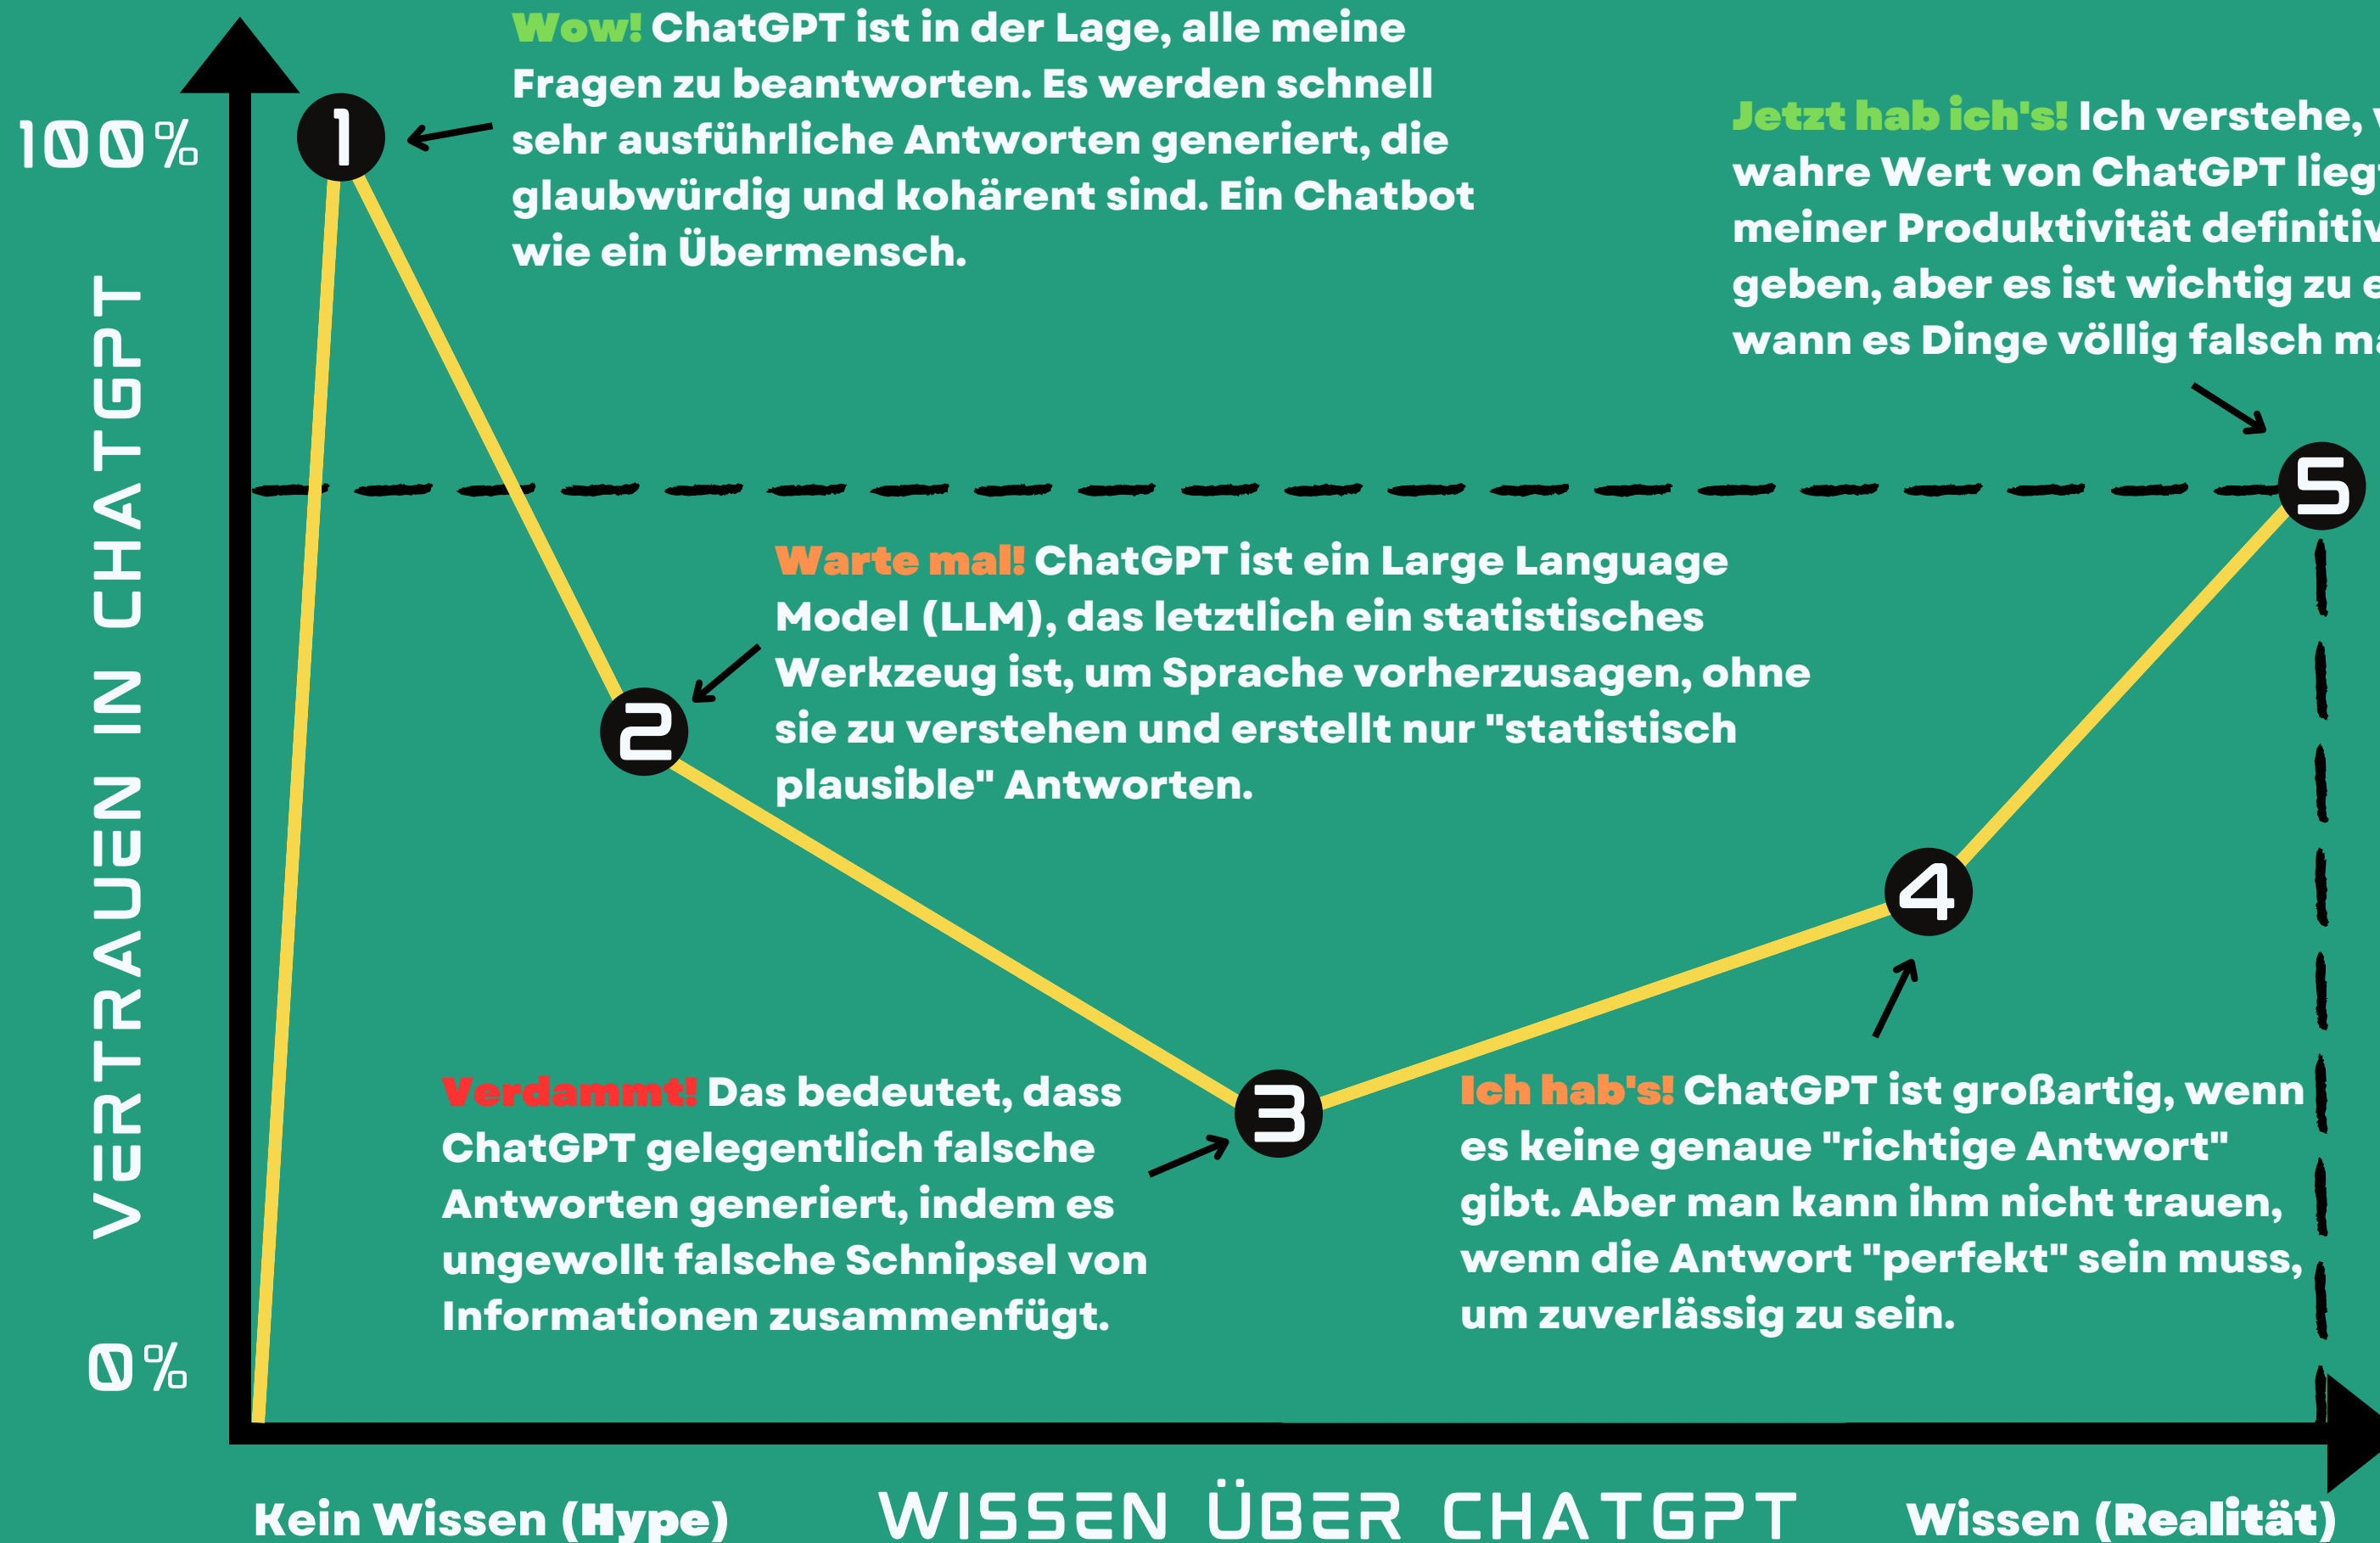 Wow! ChatGPT ist in der Lage, alle meine
Fragen zu beantworten. Es werden schnell
sehr ausführliche Antworten generiert, die
glaubwürdig und kohärent sind. Ein Chatbot
wie ein Übermensch.
Jetzt hab ich's! Ich verstehe,
wahre Wert von ChatGPT
meiner Produktivität
geben, aber es ist wichtig zu
wann es Dinge völlig falsch
100%
1
VERTRAUEN IN CHATGPT
5
Warte mal! ChatGPT ist ein Large Language
Model (LLM), das letztlich ein statistisches
Werkzeug ist, um Sprache vorherzusagen, ohne
sie zu verstehen und erstellt nur "statistisch
plausible" Antworten.
2
4
3
Verdammt! Das bedeutet, dass
ChatGPT gelegentlich falsche
Antworten generiert, indem es
ungewollt falsche Schnipsel von
Informationen zusammenfügt.
Ich hab's! ChatGPT ist großartig, wenn
es keine genaue "richtige Antwort"
gibt. Aber man kann ihm nicht trauen,
wenn die Antwort "perfekt" sein muss,
um zuverlässig zu sein.
0%
Kein Wissen (Hype)
WISSEN ÜBER CHATGPT
Wissen (Realität)